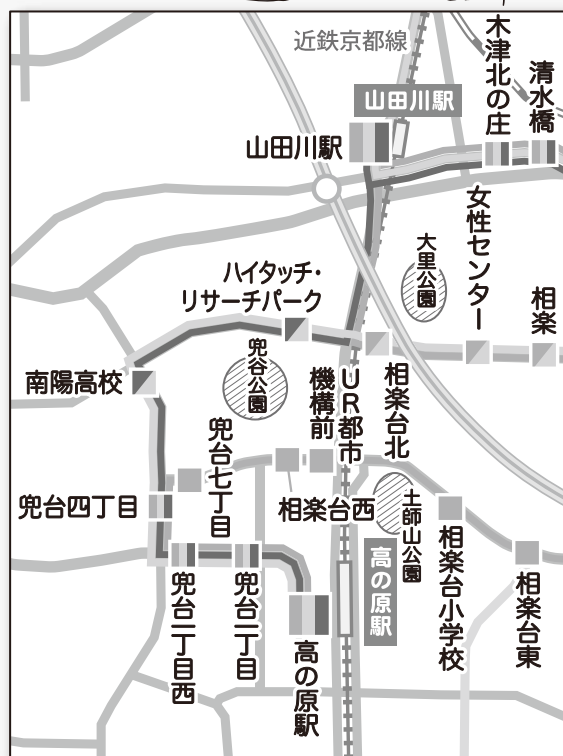 近鉄京都線
木津北の庄
清水橋
山田川駅
山田川駅
女性センター
大里公園
ハイタッチ・
リサーチパーク
相楽
兜谷公園
南陽高校
機構前
UR都市
相楽台北
兜台七丁目
相楽台西
兜台四丁目
土師山公園
高の原駅
相楽台小学校
相楽台東
兜台二丁目西
兜台一丁目
高の原駅